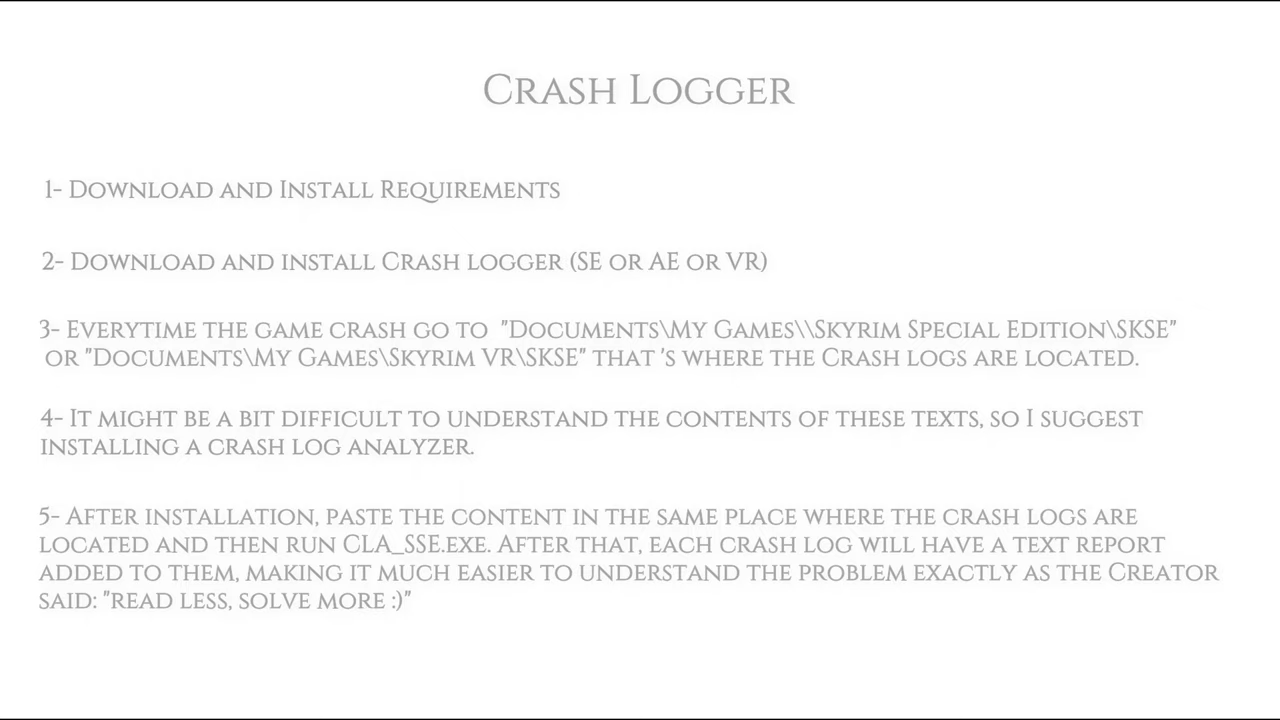 Crash Logger
1- Download and Install Requirements
2- Download and install Crash logger (SE or AE or VR)
3- Everytime the game crash go to "Documents\My Games\\Skyrim Special Edition\SKSE"
or "Documents\My Games\Skyrim VR\SKSE" that 's where the Crash logs are located.
4- It might be a bit difficult to understand the contents of these texts, so I suggest
installing a crash log analyzer.
5- After installation, paste the content in the same place where the crash logs are
located and then run CLA_SSE.exe. After that, each crash log will have a text report
added to them, making it much easier to understand the problem exactly as the Creator
said: "read less, solve more :)"